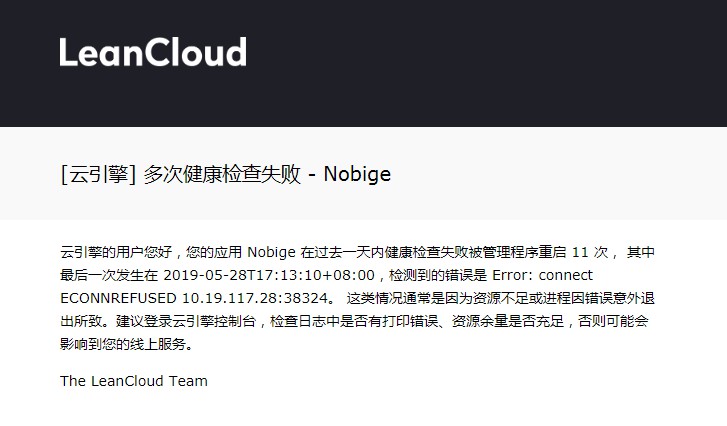 LeanCloud
[云引擎] 多次健康检查失败 - Nobige
云引擎的用户您好，您的应用 Nobige 在过去一天内健康检查失败被管理程序重启 11 次， 其中
最后一次发生在 2019-05-28T17:13:10+08:00，检测到的错误是 Error: connect
ECONNREFUSED 10.19.117.28:38324。 这类情况通常是因为资源不足或进程因错误意外退
出所致。建议登录云引擎控制台，检查日志中是否有打印错误、资源余量是否充足，否则可能会
影响到您的线上服务。
The LeanCloud Team